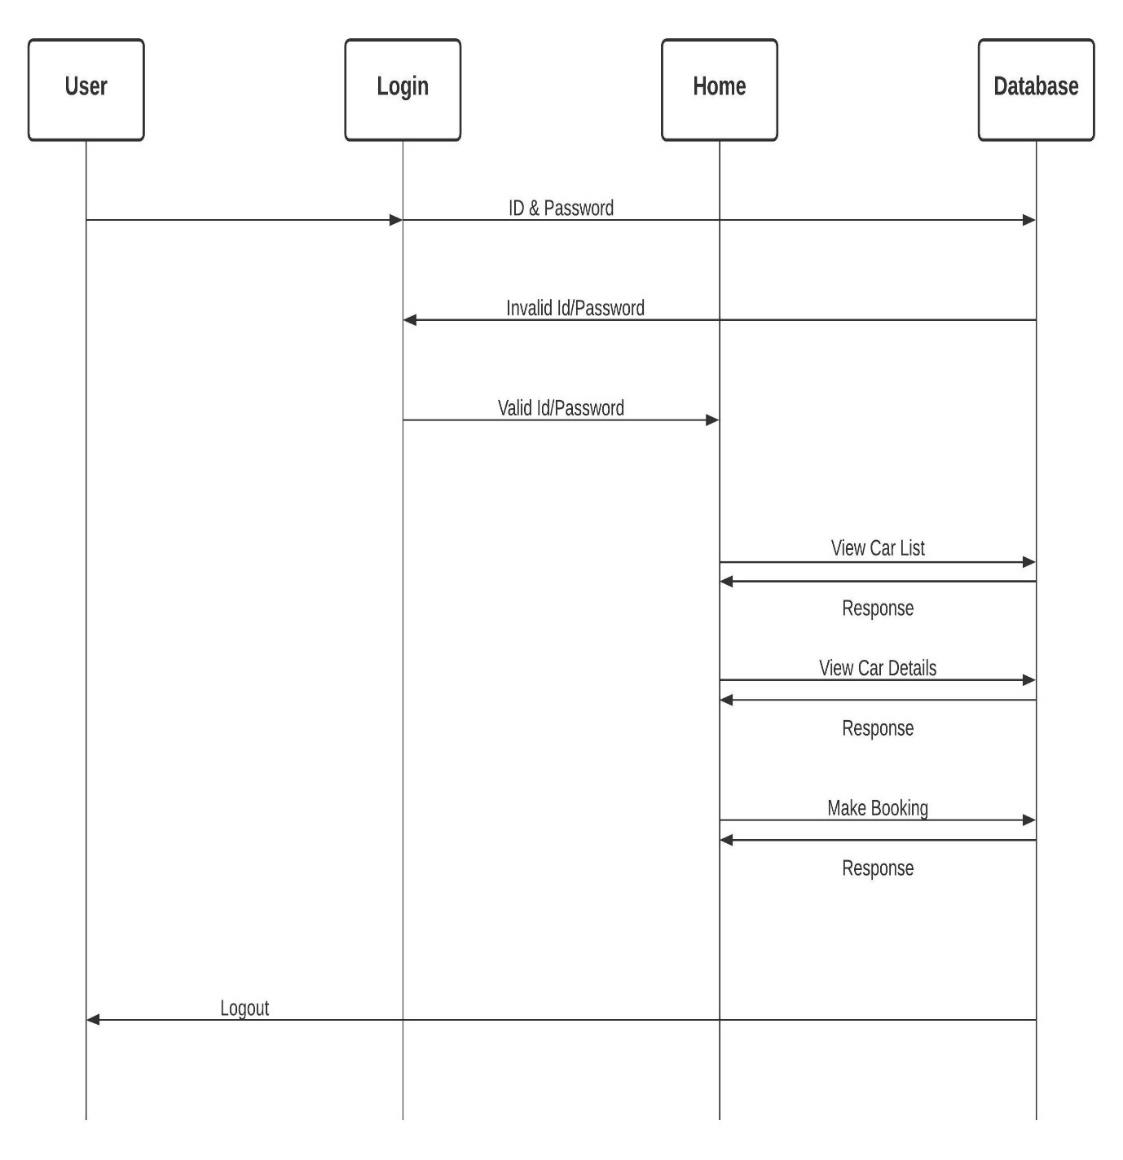 User
Login
Home
Database
ID & Password
Invalid Id/Password
Valid Id/Password
View Car List
Response
View Car Details
Response
Make Booking
Response
Logout